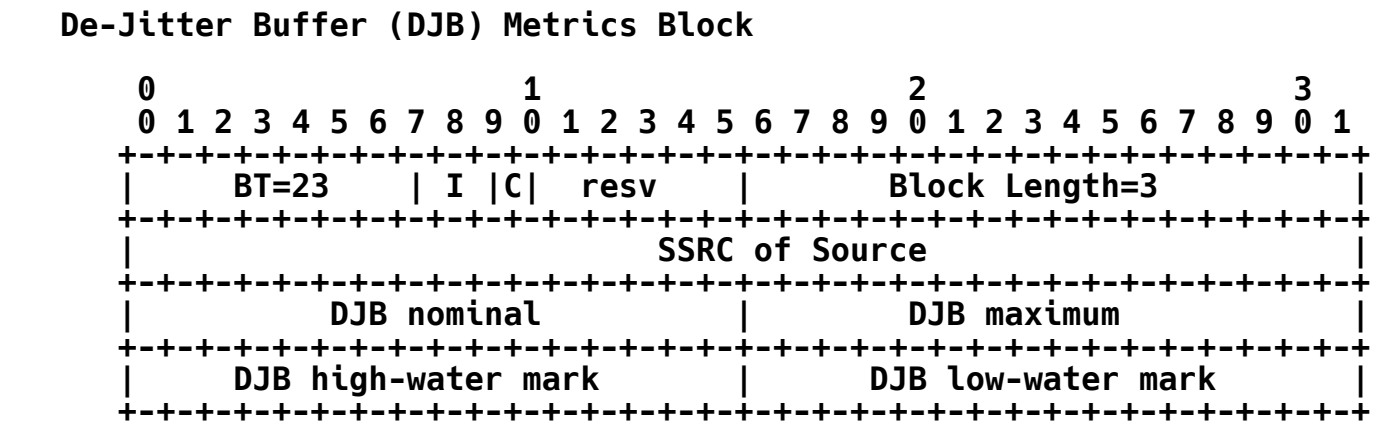 De-Jitter Buffer (DJB) Metrics Block

     0                   1                   2                   3
     0 1 2 3 4 5 6 7 8 9 0 1 2 3 4 5 6 7 8 9 0 1 2 3 4 5 6 7 8 9 0 1
    +-+-+-+-+-+-+-+-+-+-+-+-+-+-+-+-+-+-+-+-+-+-+-+-+-+-+-+-+-+-+-+-+
    |     BT=23     | I |C|  resv   |       Block Length=3          |
    +-+-+-+-+-+-+-+-+-+-+-+-+-+-+-+-+-+-+-+-+-+-+-+-+-+-+-+-+-+-+-+-+
    |                           SSRC of Source                      |
    +-+-+-+-+-+-+-+-+-+-+-+-+-+-+-+-+-+-+-+-+-+-+-+-+-+-+-+-+-+-+-+-+
    |          DJB nominal          |        DJB maximum            |
    +-+-+-+-+-+-+-+-+-+-+-+-+-+-+-+-+-+-+-+-+-+-+-+-+-+-+-+-+-+-+-+-+
    |     DJB high-water mark       |      DJB low-water mark       |
    +-+-+-+-+-+-+-+-+-+-+-+-+-+-+-+-+-+-+-+-+-+-+-+-+-+-+-+-+-+-+-+-+